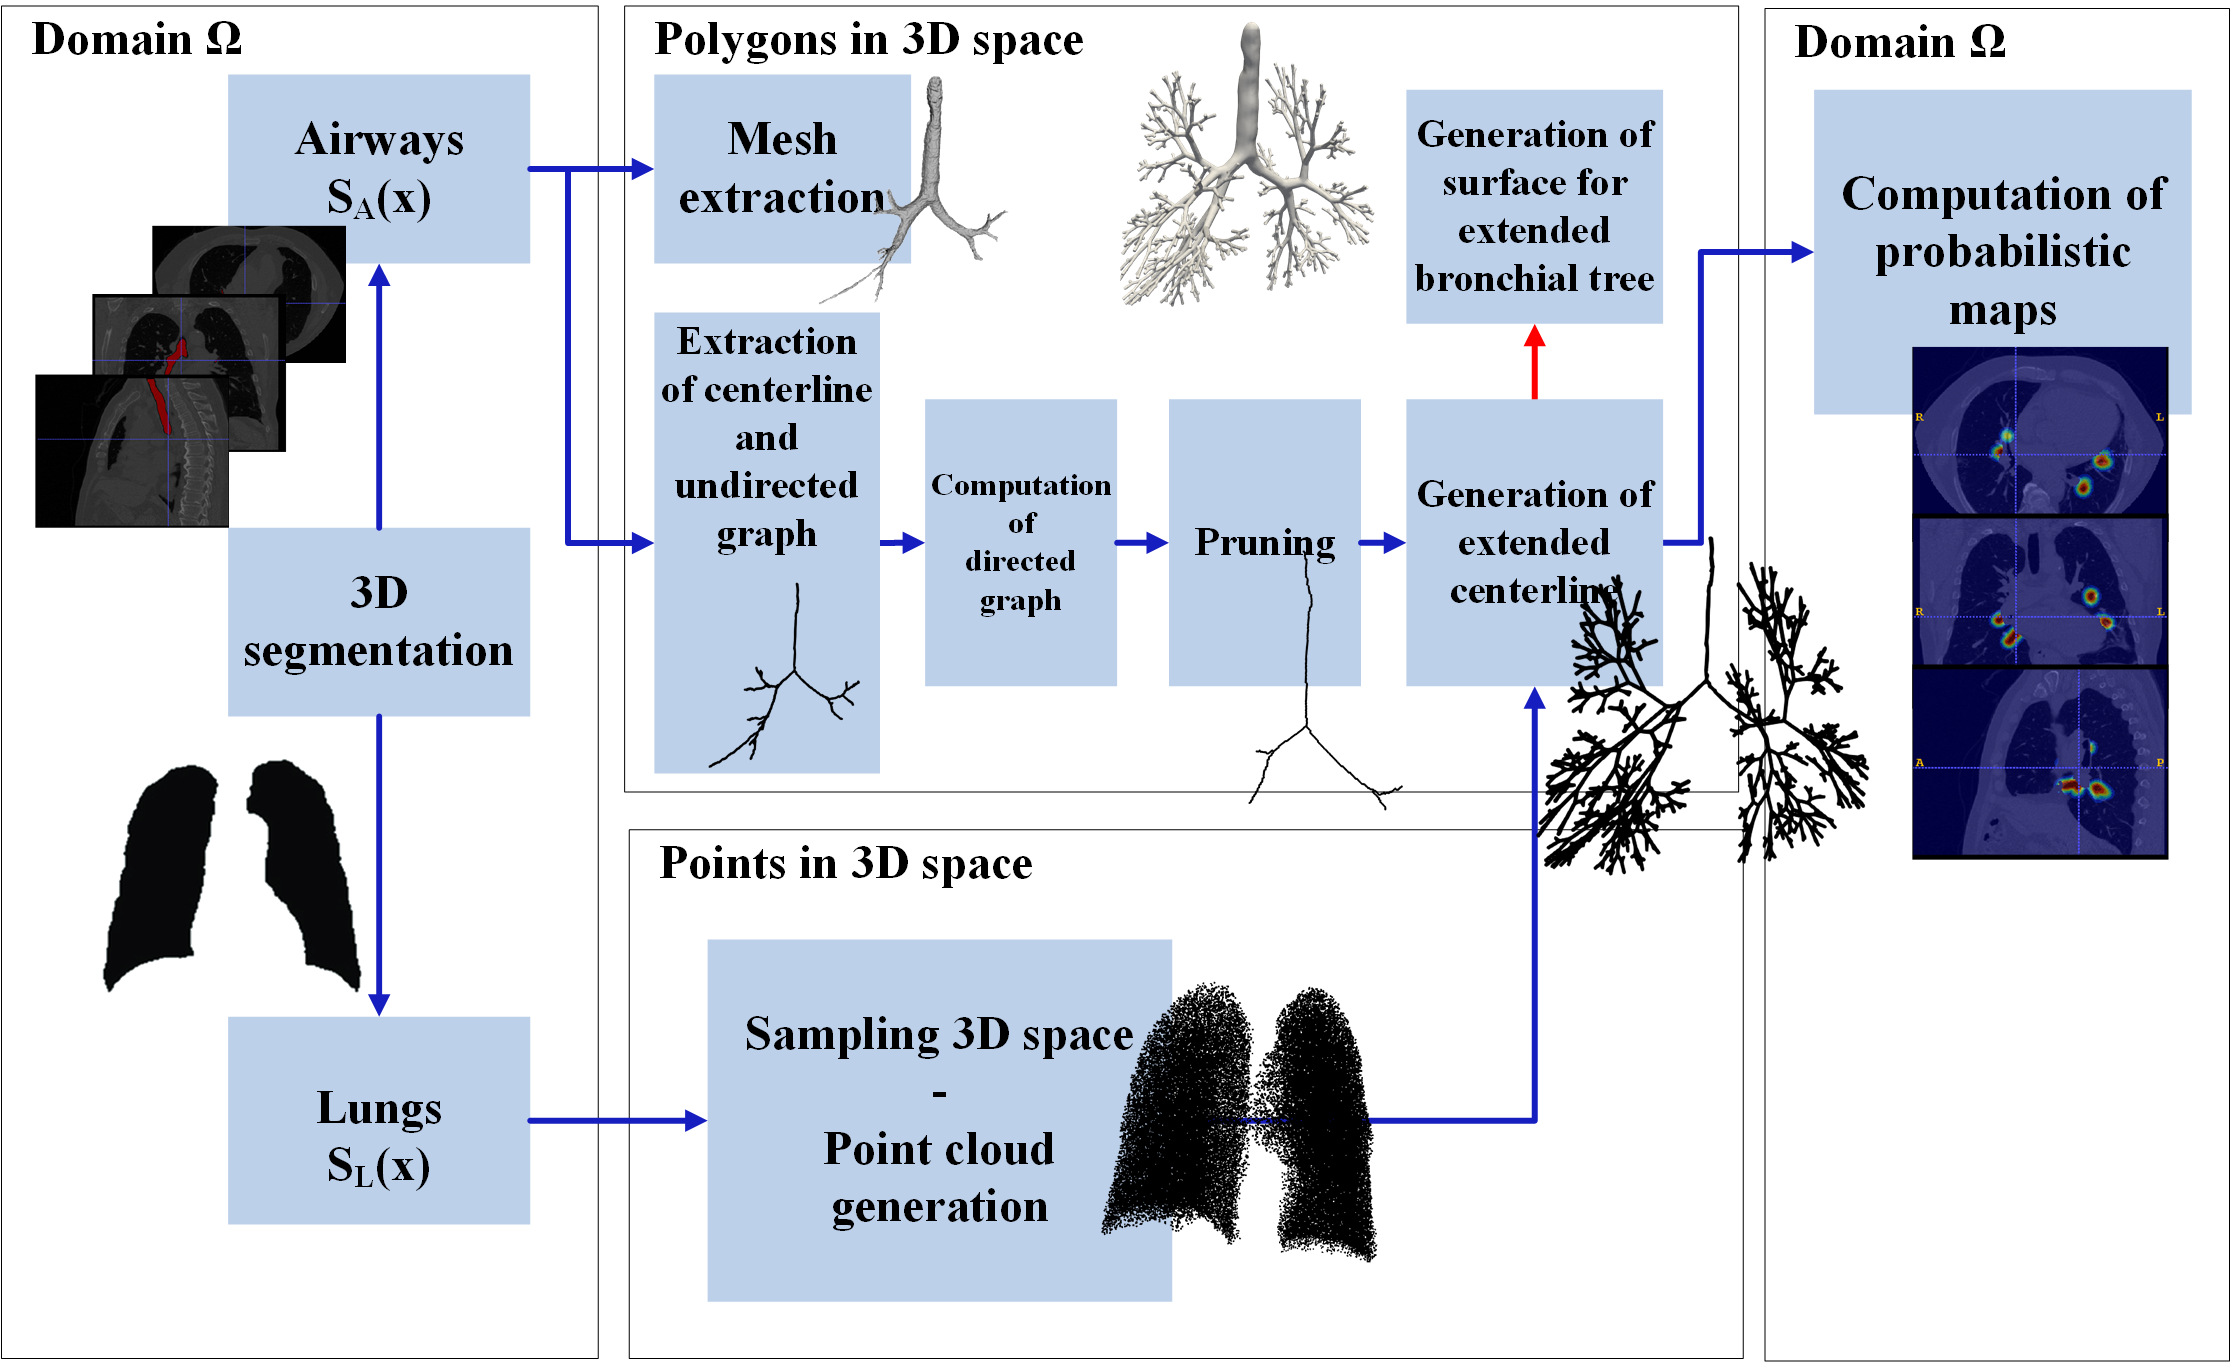 Domain Ω
Airways
S_A(x)
3D
segmentation
Lungs
S_L(x)
Polygons in 3D space
Mesh
extraction
Extraction
of centerline
and
undirected
graph
Computation
of
directed
graph
Pruning
Generation of
extended
centerline
Generation of
surface for
extended
bronchial tree
Points in 3D space
Sampling 3D space
-
Point cloud
generation
Domain Ω
Computation of
probabilistic
maps
R L
R L
A P